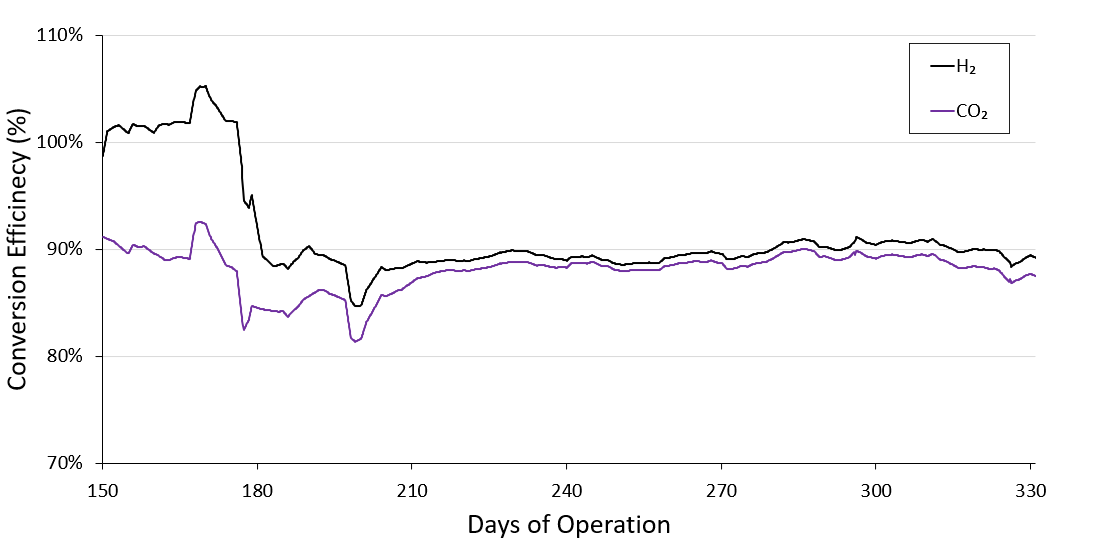 110%
100%
90%
80%
70%
Conversion Efficinecy (%)
H₂
CO₂
150 180 210 240 270 300 330
Days of Operation